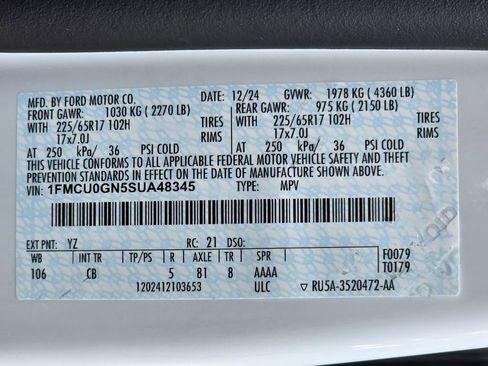 MFD. BY FORD MOTOR CO. 12/24 GVWR: 1978 KG ( 4360 LB)
FRONT GAWR: 1030 KG ( 2270 LB) REAR GAWR: 975 KG ( 2150 LB)
WITH 225/65R17 102H TIRES WITH 225/65R17 102H TIRES
17x7.0J 17x7.0J
AT 250 kPa/ 36 PSI COLD AT 250 kPa/ 36 PSI COLD
THIS VEHICLE CONFORMS TO ALL APPLICABLE FEDERAL MOTOR VEHICLE SAFETY AND THEFT
PREVENTION STANDARDS IN EFFECT ON THE DATE OF MANUFACTURE SHOWN ABOVE.
VIN: 1FMCU0GN5SUA48345 TYPE: MPV
EXT PNT: YZ RC: 21 DSO: F0079
WB INT TR TP/PS R AXLE TR SPR T0179
106 CB 5 81 8 AAAA
1202412103653 ULC ▽ RU5A-3520472-AA
VOID